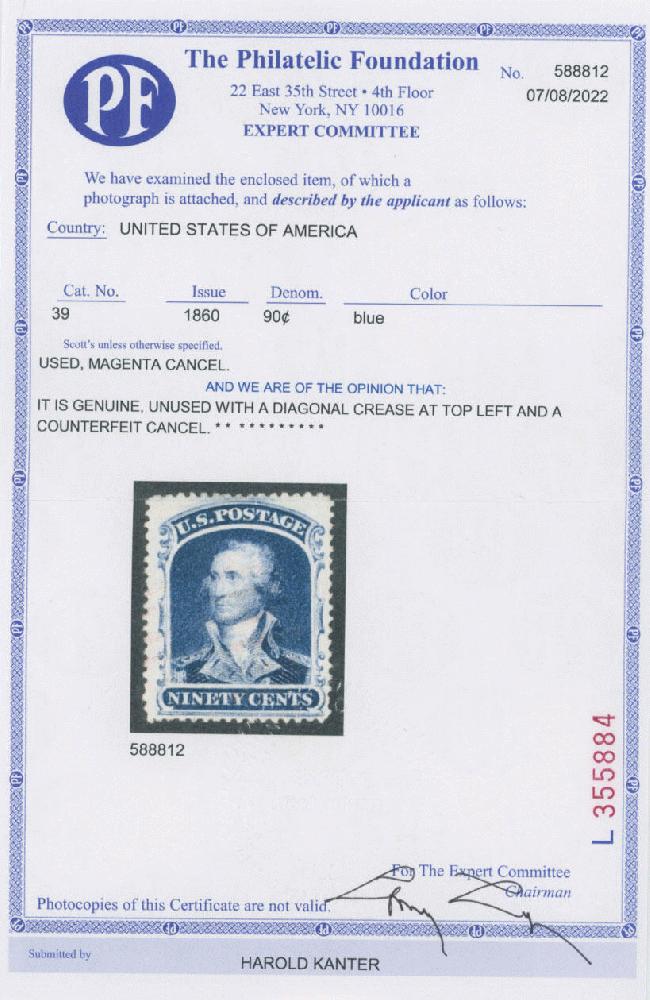 PF
The Philatelic Foundation
No. 588812
22 East 35th Street • 4th Floor
07/08/2022
New York, NY 10016
EXPERT COMMITTEE
We have examined the enclosed item, of which a
photograph is attached, and described by the applicant as follows:
Country: UNITED STATES OF AMERICA
Cat. No. Issue Denom. Color
39 1860 90¢ blue
Scott's unless otherwise specified.
USED, MAGENTA CANCEL.
AND WE ARE OF THE OPINION THAT:
IT IS GENUINE, UNUSED WITH A DIAGONAL CREASE AT TOP LEFT AND A
COUNTERFEIT CANCEL. * * * * * * * * * * * *
U.S. POSTAGE
NINETY CENTS
588812
L 355884
For The Expert Committee
Chairman
Photocopies of this Certificate are not valid.
Submitted by
HAROLD KANTER